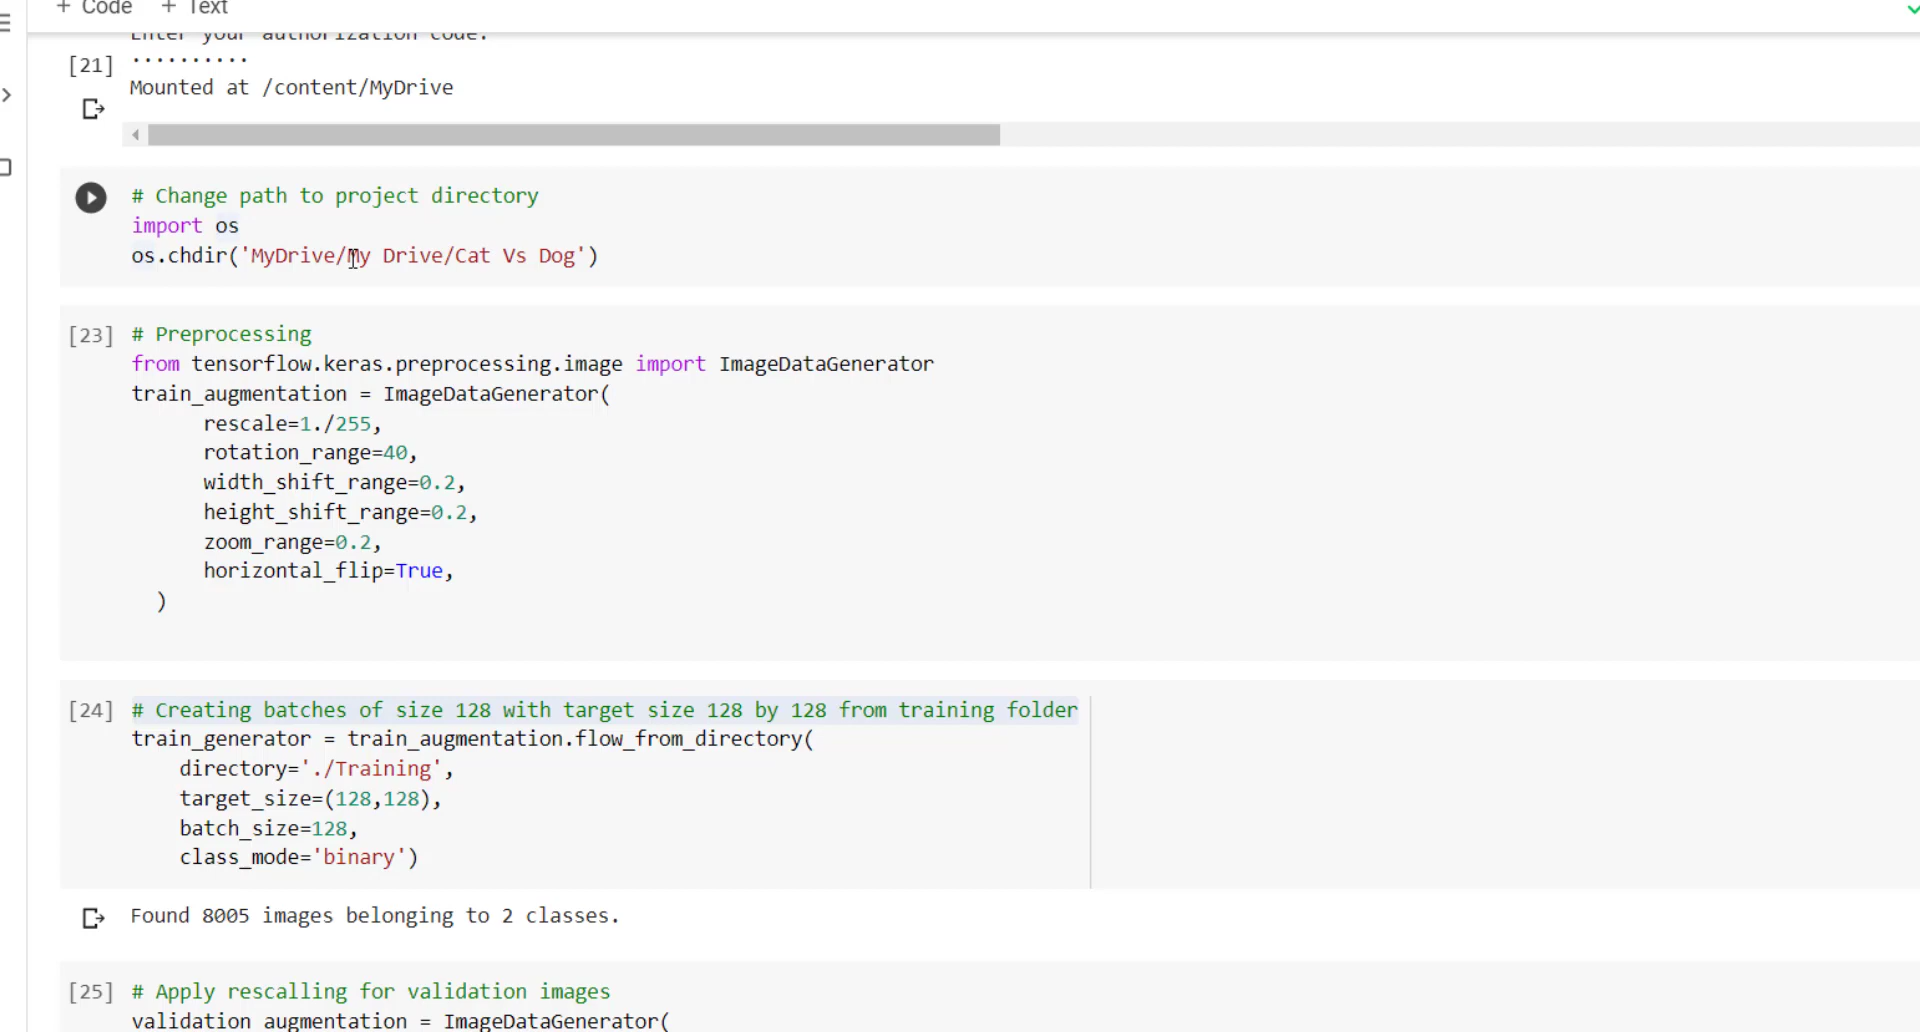 + Code + Text
Enter your authorization code:
··········
[21]
Mounted at /content/MyDrive
# Change path to project directory
import os
os.chdir('MyDrive/My Drive/Cat Vs Dog')
[23] # Preprocessing
from tensorflow.keras.preprocessing.image import ImageDataGenerator
train_augmentation = ImageDataGenerator(
rescale=1./255,
rotation_range=40,
width_shift_range=0.2,
height_shift_range=0.2,
zoom_range=0.2,
horizontal_flip=True,
)
[24] # Creating batches of size 128 with target size 128 by 128 from training folder
train_generator = train_augmentation.flow_from_directory(
directory='./Training',
target_size=(128,128),
batch_size=128,
class_mode='binary')
Found 8005 images belonging to 2 classes.
[25] # Apply rescalling for validation images
validation_augmentation = ImageDataGenerator(